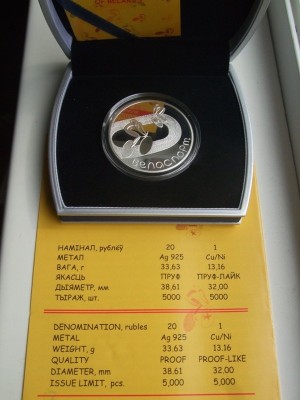 веласпорт
НАМІНАЛ, рублёў 20 1
МЕТАЛ Ag 925 Cu/Ni
ВАГА, г 33,63 13,16
ЯКАСЦЬ ПРУФ ПРУФ-ЛАЙК
ДЫЯМЕТР, мм 38,61 32,00
ТЫРАЖ, шт. 5000 5000
DENOMINATION, rubles 20 1
METAL Ag 925 Cu/Ni
WEIGHT, g 33.63 13.16
QUALITY PROOF PROOF-LIKE
DIAMETER, mm 38.61 32.00
ISSUE LIMIT, pcs. 5,000 5,000